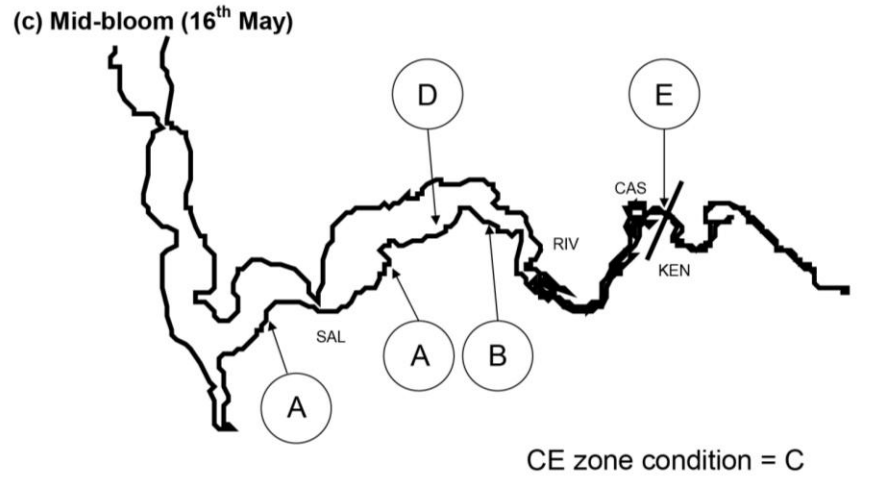 (c) Mid-bloom (16th May)
D
E
CAS
RIV
KEN
SAL
A
B
A
CE zone condition = C